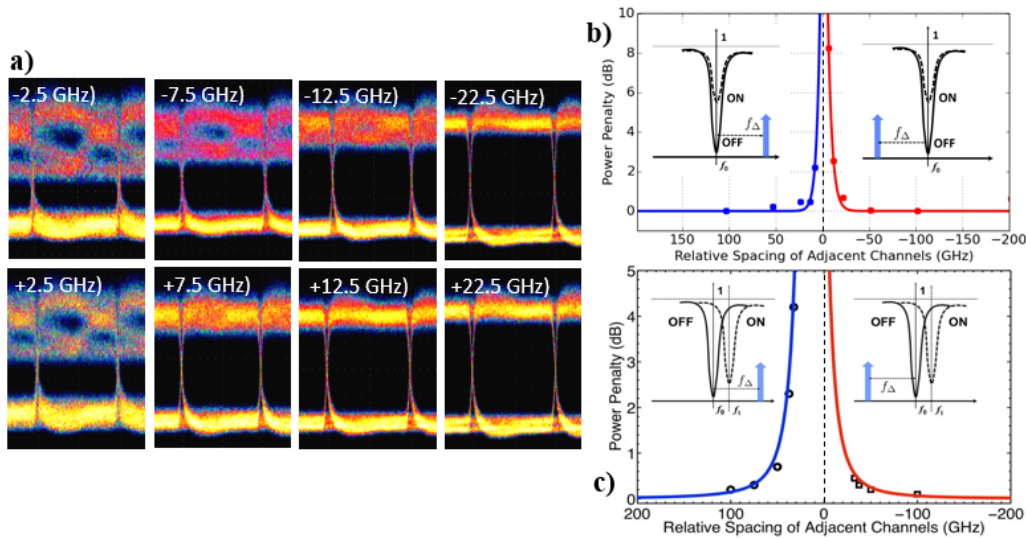 a)
-2.5 GHz)
-7.5 GHz)
-12.5 GHz)
-22.5 GHz)
+2.5 GHz)
+7.5 GHz)
+12.5 GHz)
+22.5 GHz)
b)
Power Penalty (dB)
10
8
6
4
2
0
1
ON
OFF
fΔ
f0
1
ON
OFF
fΔ
f0
150 100 50 0 -50 -100 -150 -200
Relative Spacing of Adjacent Channels (GHz)
c)
Power Penalty (dB)
5
4
3
2
1
0
1
OFF
ON
fΔ
f0
f1
1
OFF
ON
fΔ
f0
f1
200 100 0 -100 -200
Relative Spacing of Adjacent Channels (GHz)